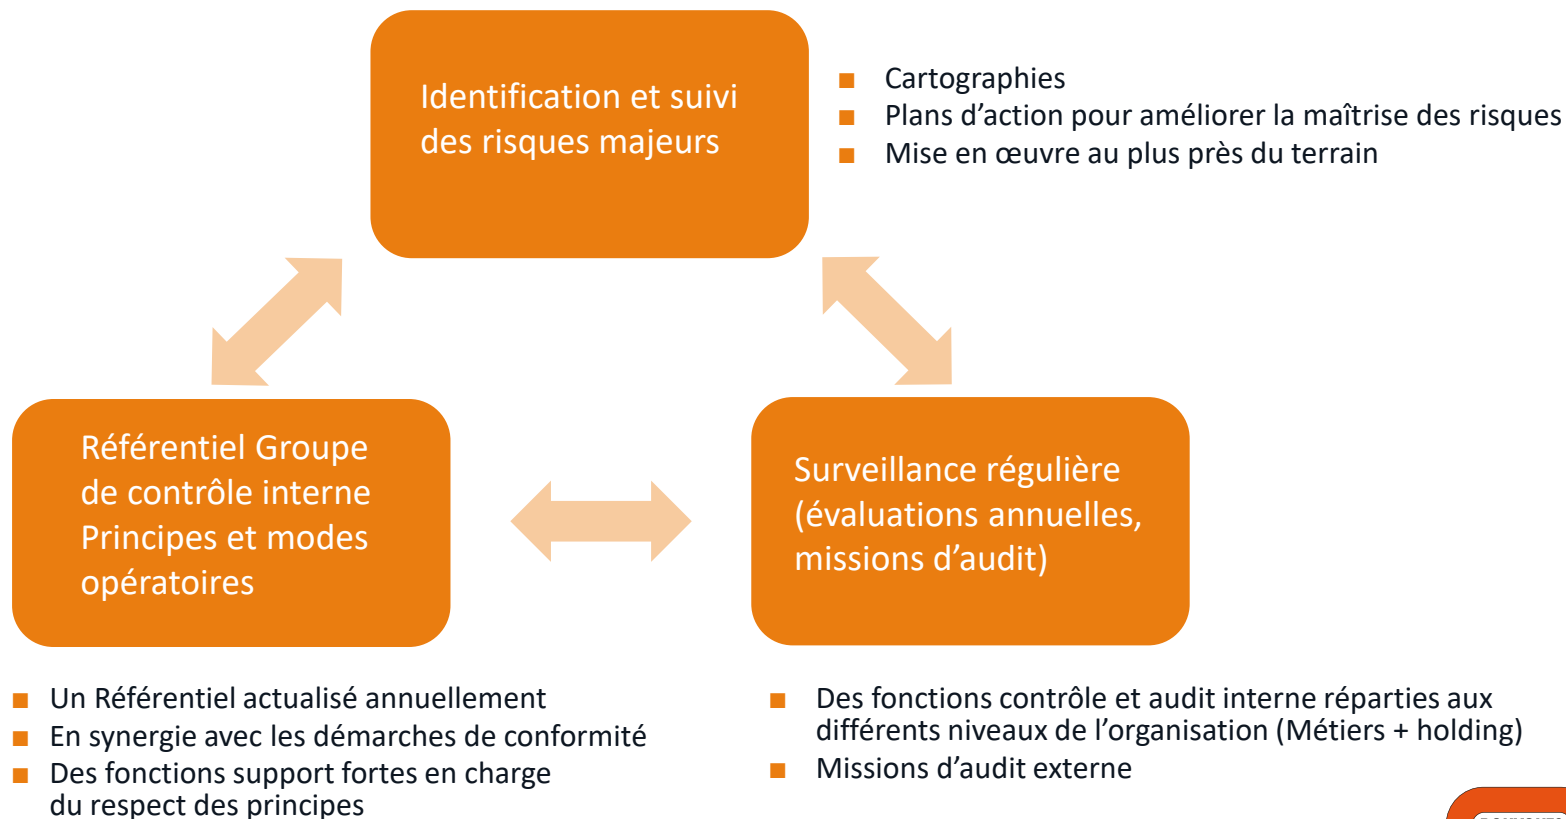 Identification et suivi
des risques majeurs
■ Cartographies
■ Plans d’action pour améliorer la maîtrise des risques
■ Mise en œuvre au plus près du terrain
Référentiel Groupe
de contrôle interne
Principes et modes
opératoires
Surveillance régulière
(évaluations annuelles,
missions d’audit)
■ Un Référentiel actualisé annuellement
■ En synergie avec les démarches de conformité
■ Des fonctions support fortes en charge
du respect des principes
■ Des fonctions contrôle et audit interne réparties aux
différents niveaux de l’organisation (Métiers + holding)
■ Missions d’audit externe